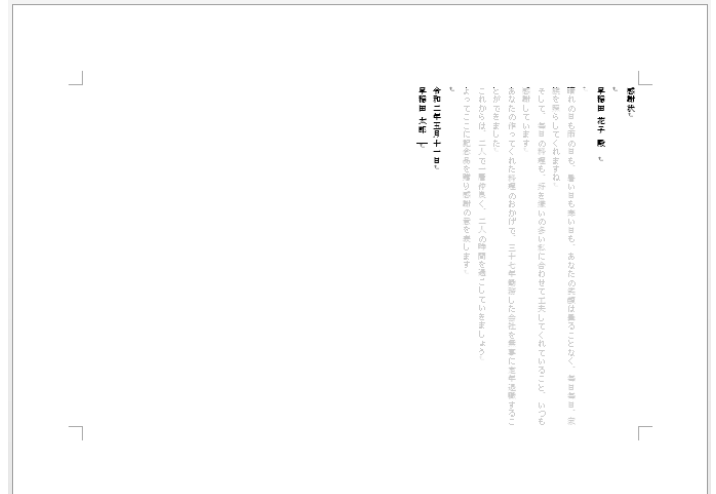 感謝状
早稲田 花子 殿
晴れの日も雨の日も、暑い日も寒い日も、あなたの笑顔は曇ることなく、毎日毎日、家
族を照らしてくれますね。
そして、毎日の料理も、好き嫌いの多い私に合わせて工夫してくれていること、いつも
感謝しています。
あなたの作ってくれた料理のおかげで、三十七年勤務した会社を無事に定年退職するこ
とができました。
これからは、二人で一層仲良く、二人の時間を過ごしていきましょう。
よってここに記念品を贈り感謝の意を表します。
令和二年五月十一日
早稲田 太郎